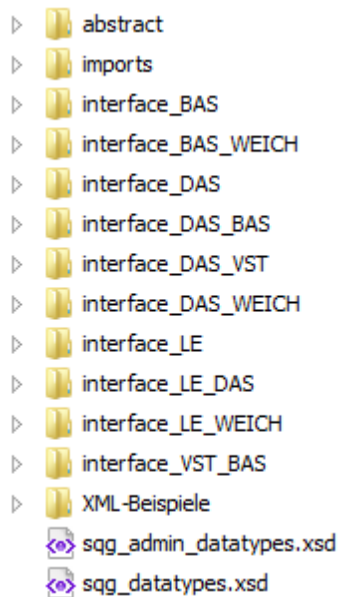 abstract
imports
interface_BAS
interface_BAS_WEICH
interface_DAS
interface_DAS_BAS
interface_DAS_VST
interface_DAS_WEICH
interface_LE
interface_LE_DAS
interface_LE_WEICH
interface_VST_BAS
XML-Beispiele
sqg_admin_datatypes.xsd
sqg_datatypes.xsd